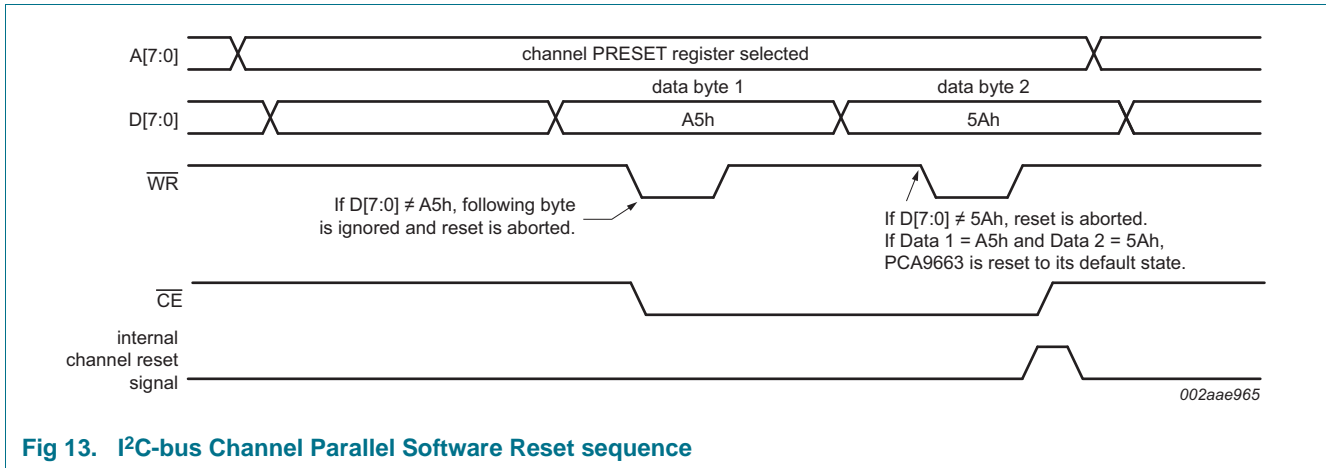 A[7:0]
channel PRESET register selected
data byte 1
data byte 2
D[7:0]
A5h
5Ah
WR
If D[7:0] ≠ A5h, following byte
is ignored and reset is aborted.
If D[7:0] ≠ 5Ah, reset is aborted.
If Data 1 = A5h and Data 2 = 5Ah,
PCA9663 is reset to its default state.
CE
internal
channel reset
signal
002aae965
Fig 13. I²C-bus Channel Parallel Software Reset sequence